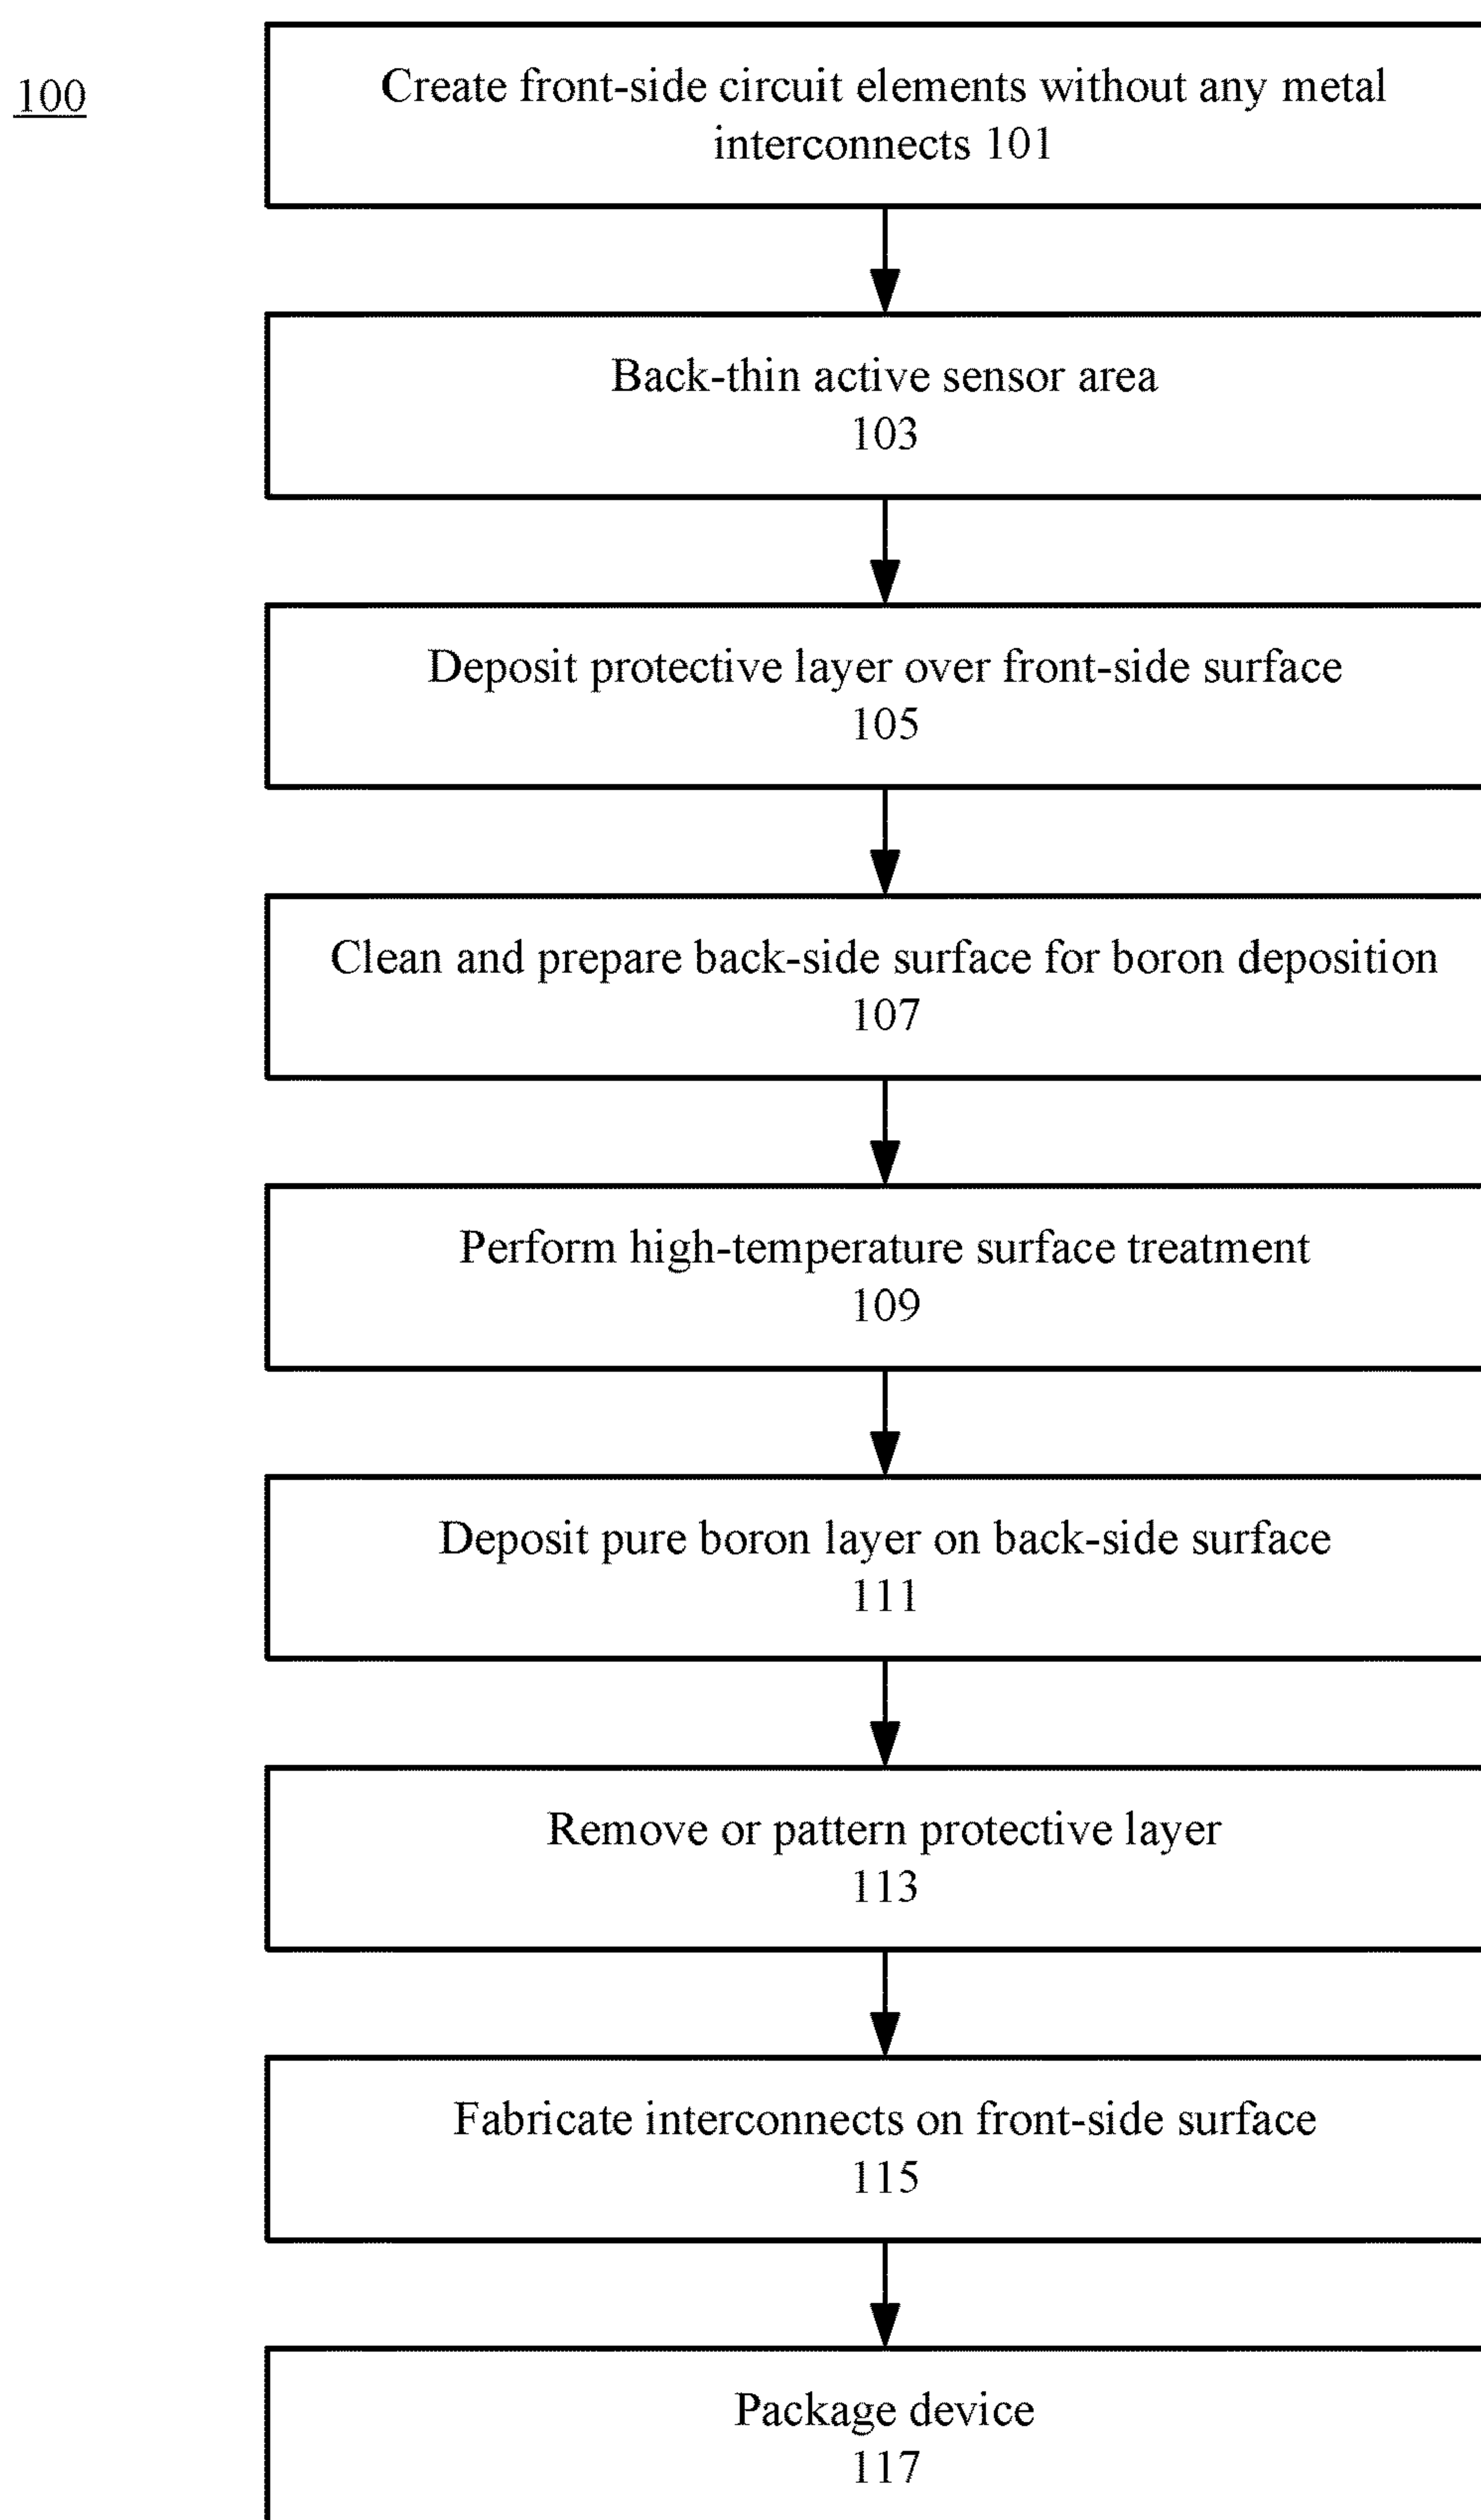 100
Create front-side circuit elements without any metal
interconnects 101
Back-thin active sensor area
103
Deposit protective layer over front-side surface
105
Clean and prepare back-side surface for boron deposition
107
Perform high-temperature surface treatment
109
Deposit pure boron layer on back-side surface
111
Remove or pattern protective layer
113
Fabricate interconnects on front-side surface
115
Package device
117